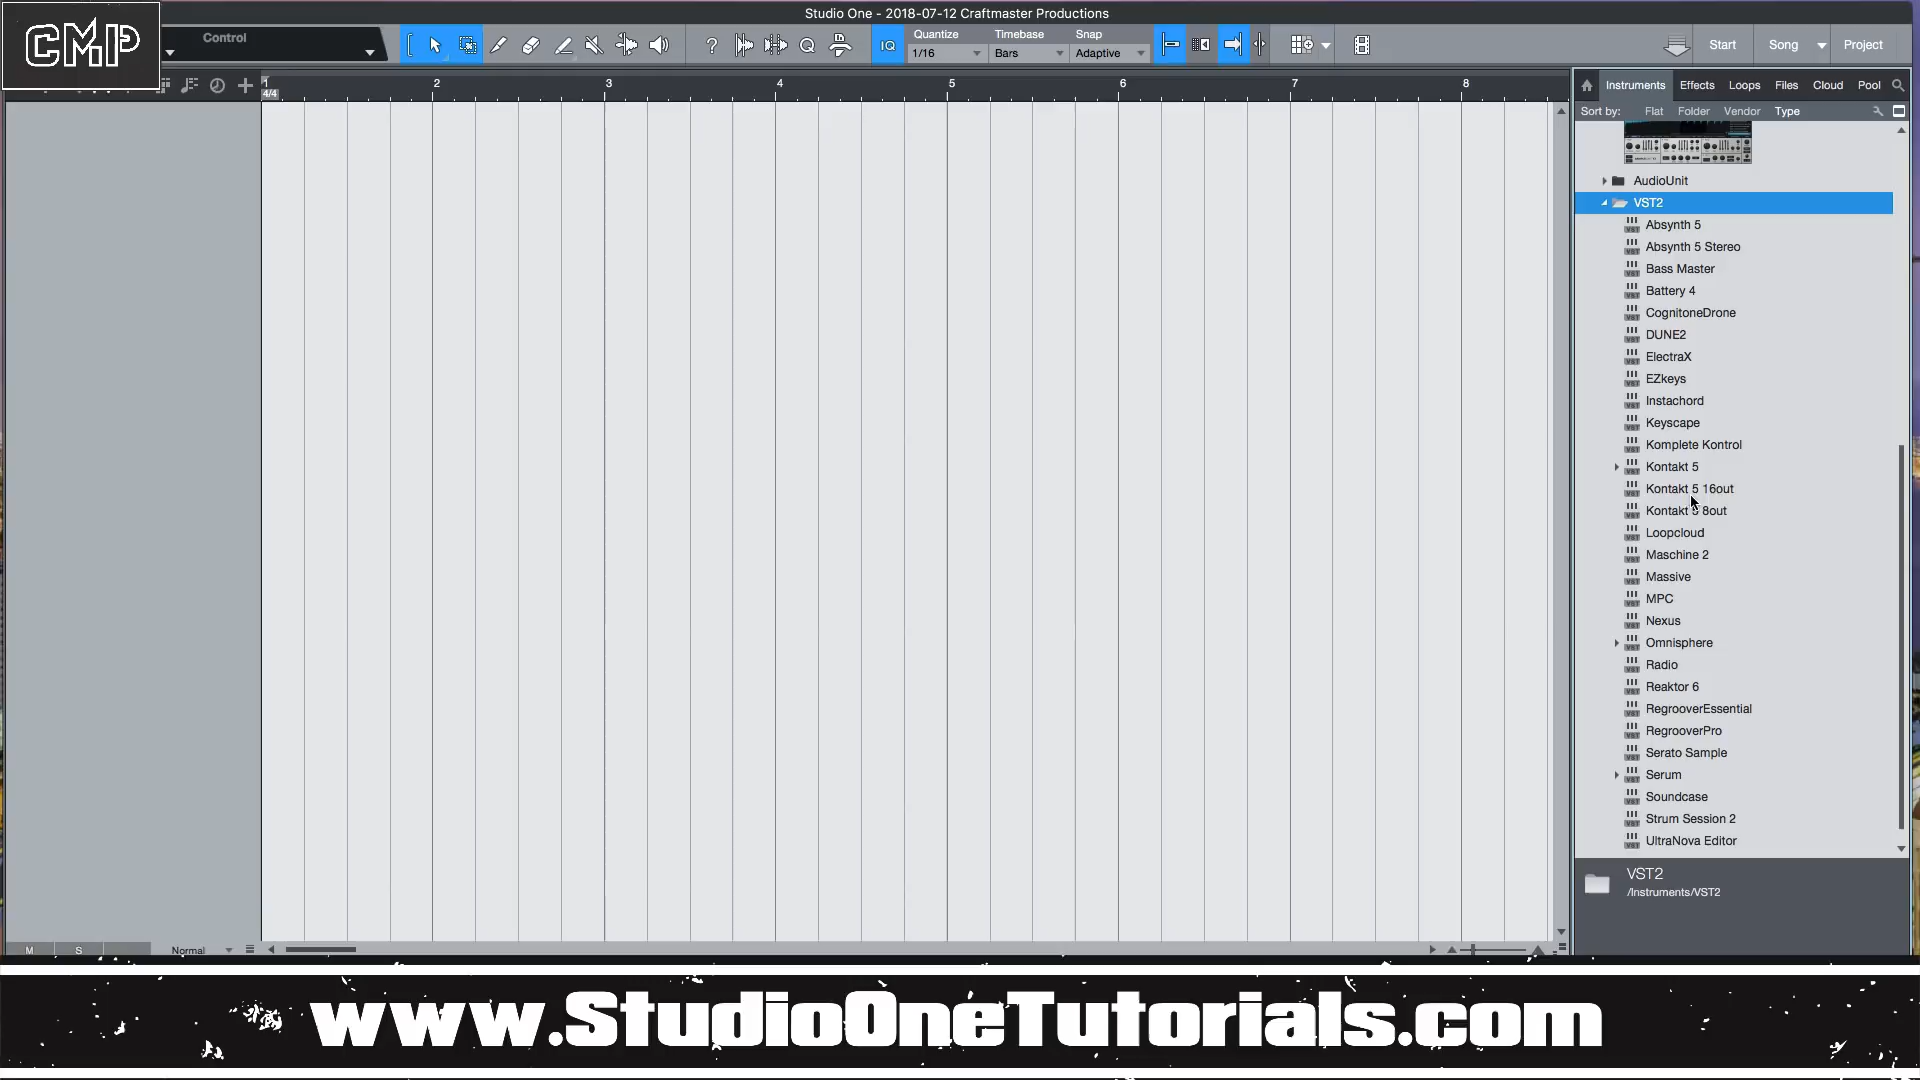 Studio One - 2018-07-12 Craftmaster Productions
CMP
Control
Quantize
Timebase
Snap
IQ
1/16
Bars
Adaptive
Start
Song
Project
1
2
3
4
5
6
7
8
4/4
Instruments
Effects
Loops
Files
Cloud
Pool
Sort by:
Flat
Folder
Vendor
Type
AudioUnit
VST2
Absynth 5
Absynth 5 Stereo
Bass Master
Battery 4
CognitoneDrone
DUNE2
ElectraX
EZkeys
Instachord
Keyscape
Komplete Kontrol
Kontakt 5
Kontakt 5 16out
Kontakt 5 8out
Loopcloud
Maschine 2
Massive
MPC
Nexus
Omnisphere
Radio
Reaktor 6
RegrooverEssential
RegrooverPro
Serato Sample
Serum
Soundcase
Strum Session 2
UltraNova Editor
VST2
/Instruments/VST2
M
S
Normal
www.StudioOneTutorials.com